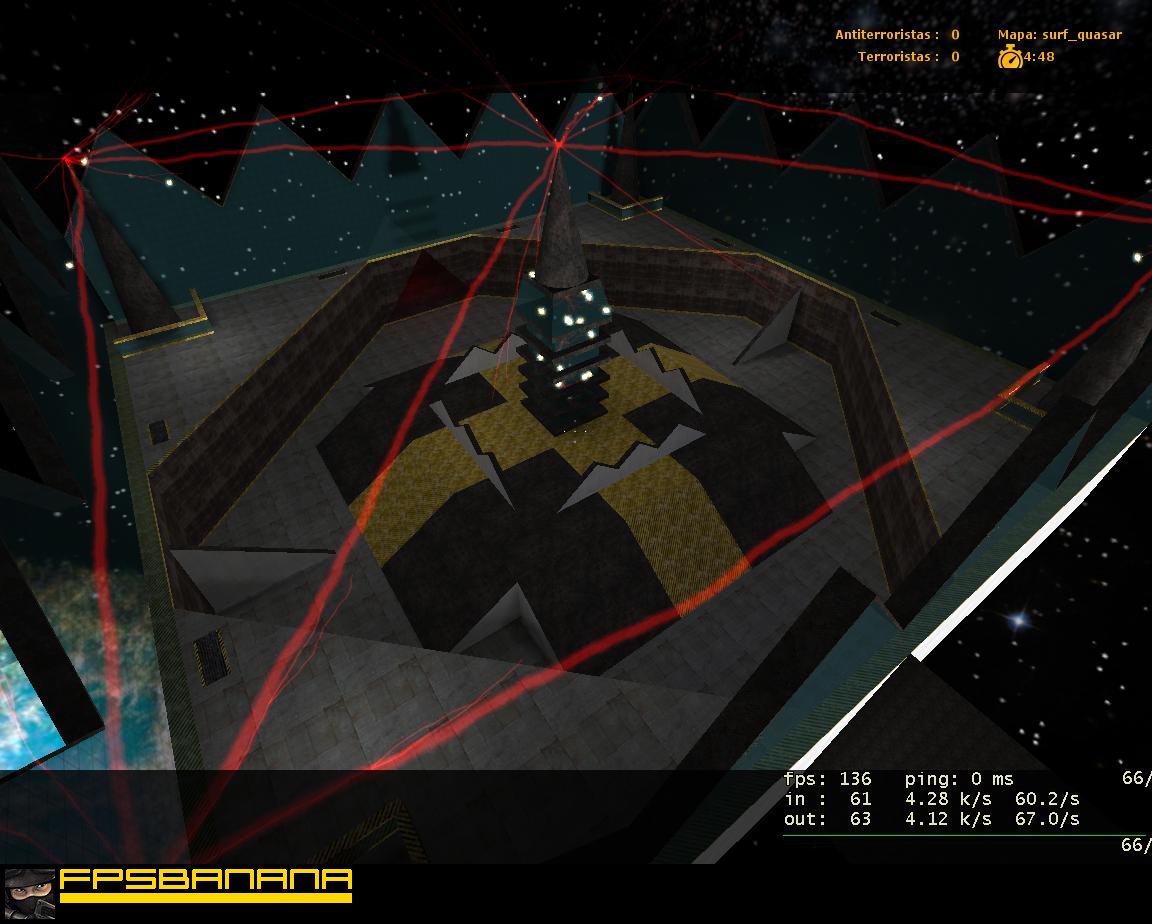 Antiterroristas : 0 Mapa: surf_quasar
Terroristas : 0 4:48
fps: 136 ping: 0 ms 66/
in : 61 4.28 k/s 60.2/s
out: 63 4.12 k/s 67.0/s
66/
FPSBANANA